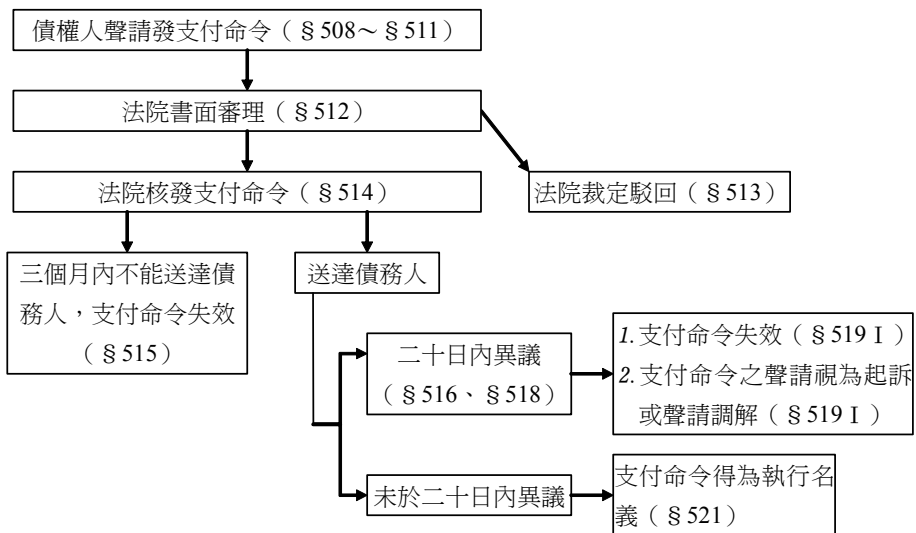 債權人聲請發支付命令（§508～§511）
法院書面審理（§512）
法院核發支付命令（§514）
法院裁定駁回（§513）
三個月內不能送達債
務人，支付命令失效
（§515）
送達債務人
二十日內異議
（§516、§518）
1. 支付命令失效（§519Ⅰ）
2. 支付命令之聲請視為起訴
或聲請調解（§519Ⅰ）
未於二十日內異議
支付命令得為執行名
義（§521）